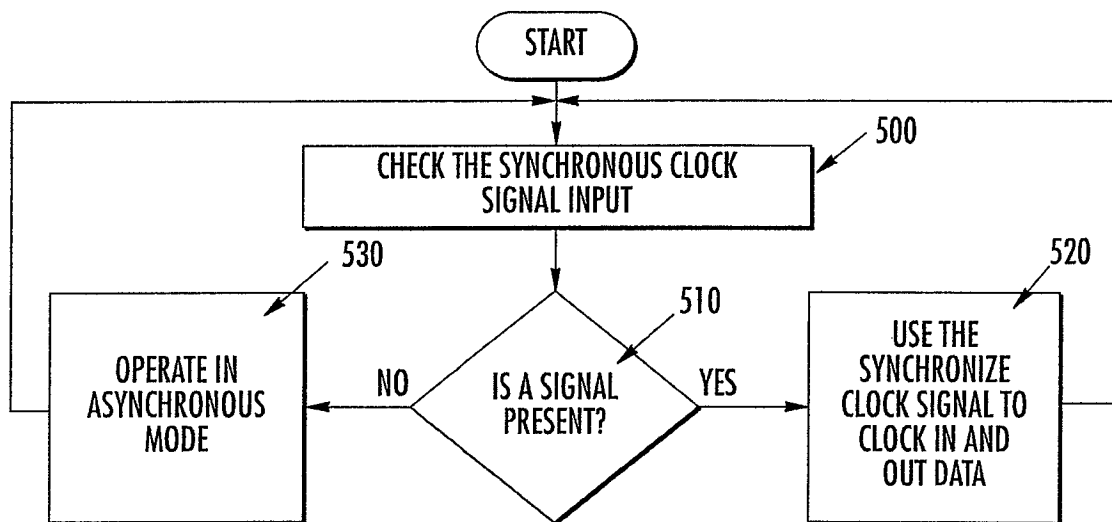 START
500
CHECK THE SYNCHRONOUS CLOCK
SIGNAL INPUT
530
510
520
OPERATE IN
ASYNCHRONOUS
MODE
NO
IS A SIGNAL
PRESENT?
YES
USE THE
SYNCHRONIZE
CLOCK SIGNAL TO
CLOCK IN AND
OUT DATA